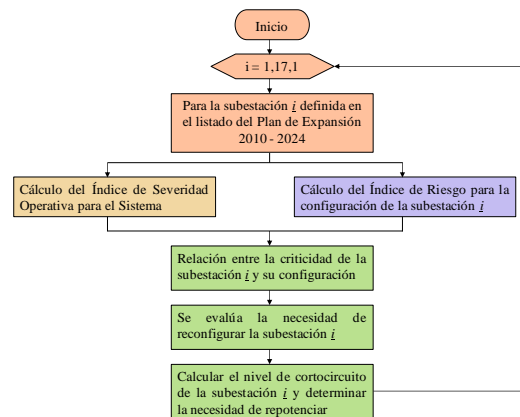 Inicio
i = 1,17,1
Para la subestación i definida en
el listado del Plan de Expansión
2010 - 2024
Cálculo del Índice de Severidad
Operativa para el Sistema
Cálculo del Índice de Riesgo para la
configuración de la subestación i
Relación entre la criticidad de la
subestación i y su configuración
Se evalúa la necesidad de
reconfigurar la subestación i
Calcular el nivel de cortocircuito
de la subestación i y determinar
la necesidad de repotenciar